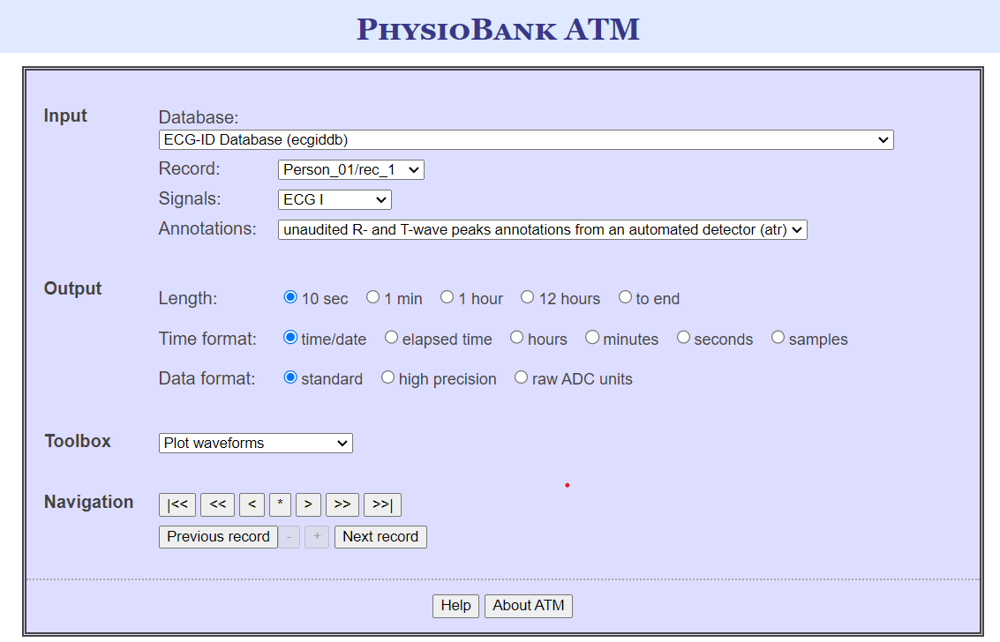 PHYSIOBANK ATM
Input
Database:
ECG-ID Database (ecgiddb)
Record: Person_01/rec_1
Signals: ECG I
Annotations: unaudited R- and T-wave peaks annotations from an automated detector (atr)
Output
Length: 10 sec 1 min 1 hour 12 hours to end
Time format: time/date elapsed time hours minutes seconds samples
Data format: standard high precision raw ADC units
Toolbox Plot waveforms
Navigation |<< << < * > >> >>|
Previous record - + Next record
Help About ATM